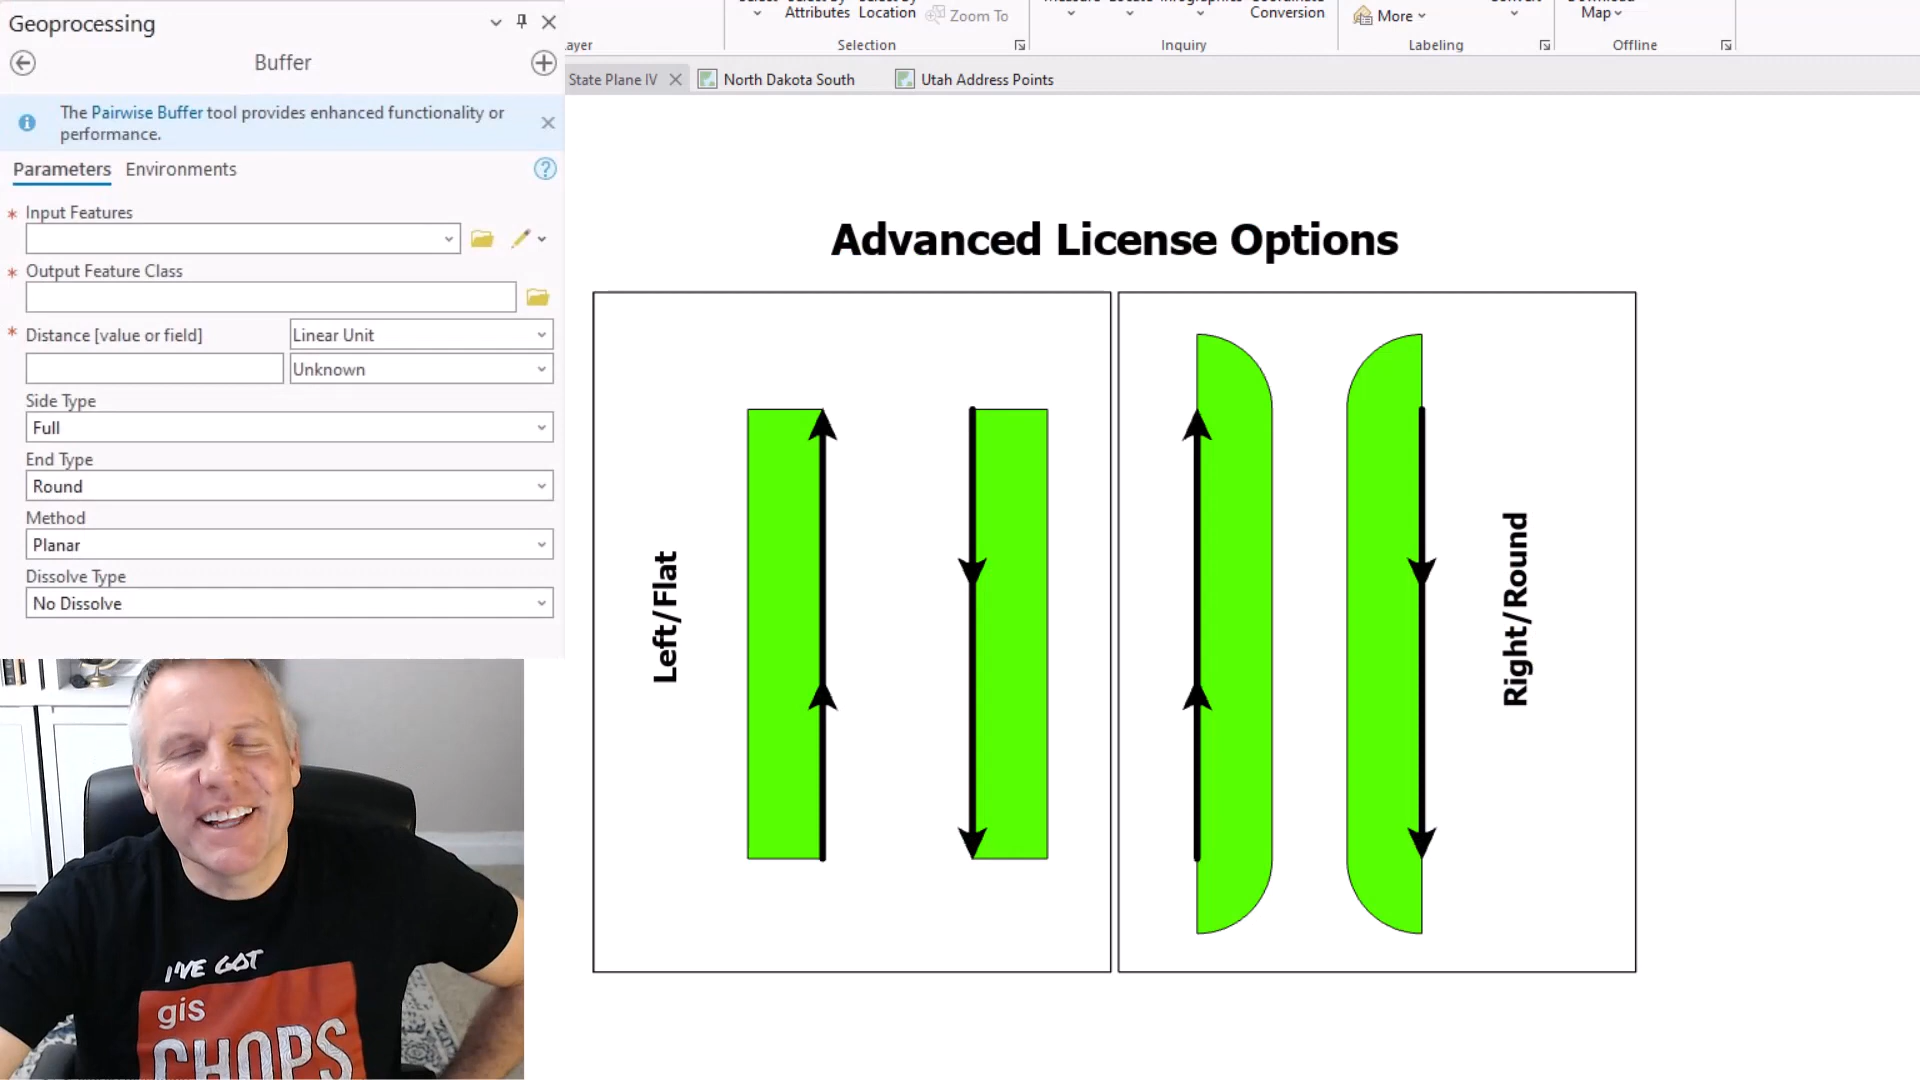 Geoprocessing
Buffer
The Pairwise Buffer tool provides enhanced functionality or
performance.
Parameters Environments
* Input Features
* Output Feature Class
* Distance [value or field] Linear Unit
Unknown
Side Type
Full
End Type
Round
Method
Planar
Dissolve Type
No Dissolve
Attributes
Location
Zoom To
Conversion
More
Map
Selection
Inquiry
Labeling
Offline
State Plane IV
North Dakota South
Utah Address Points
Advanced License Options
Left/Flat
Right/Round
I'VE GOT
gis
CHOPS